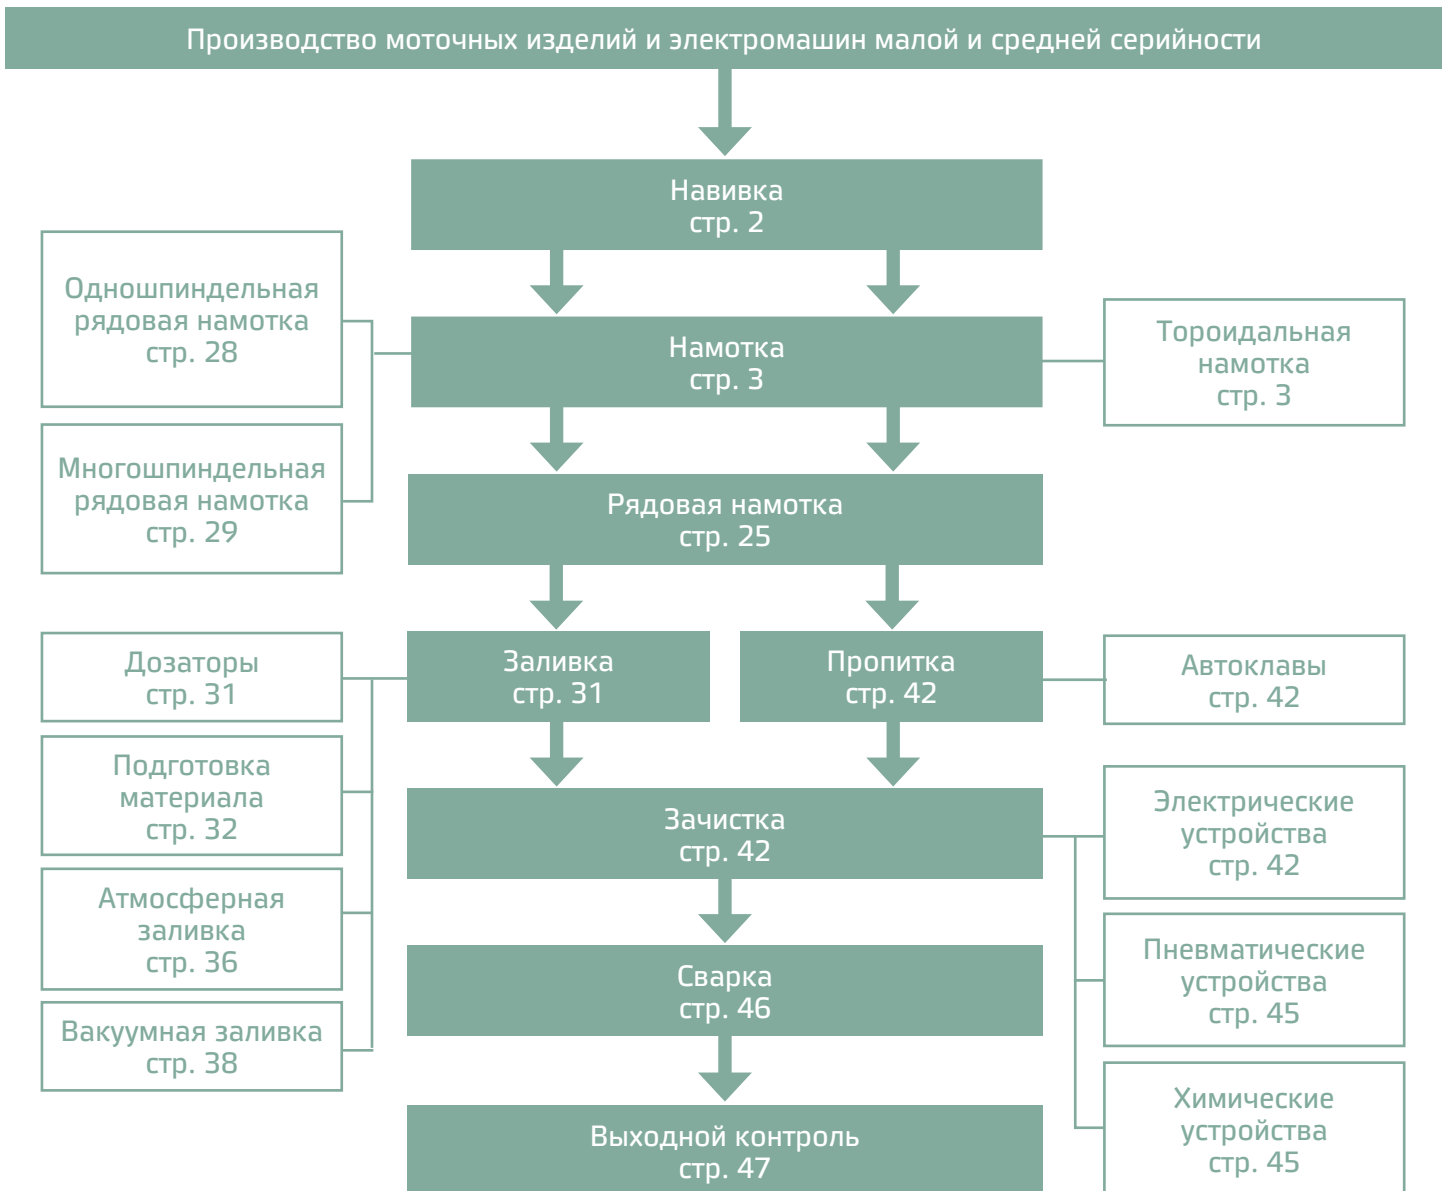 Производство моточных изделий и электромашин малой и средней серийности
Навивка
стр. 2
Одношпиндельная
рядовая намотка
стр. 28
Намотка
стр. 3
Тороидальная
намотка
стр. 3
Многошпиндельная
рядовая намотка
стр. 29
Рядовая намотка
стр. 25
Дозаторы
стр. 31
Заливка
стр. 31
Пропитка
стр. 42
Автоклавы
стр. 42
Подготовка
материала
стр. 32
Зачистка
стр. 42
Электрические
устройства
стр. 42
Атмосферная
заливка
стр. 36
Сварка
стр. 46
Пневматические
устройства
стр. 45
Вакуумная заливка
стр. 38
Выходной контроль
стр. 47
Химические
устройства
стр. 45